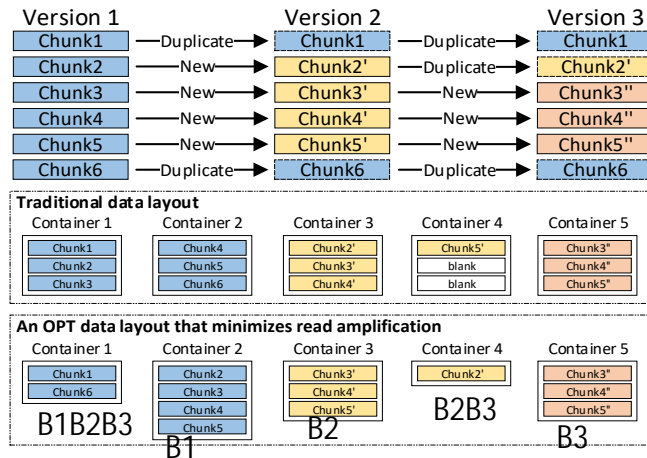 Version 1 Version 2 Version 3
Chunk1 Duplicate Chunk1 Duplicate Chunk1
Chunk2 New Chunk2' Duplicate Chunk2'
Chunk3 New Chunk3' New Chunk3''
Chunk4 New Chunk4' New Chunk4''
Chunk5 New Chunk5' New Chunk5''
Chunk6 Duplicate Chunk6 Duplicate Chunk6
Traditional data layout
Container 1 Container 2 Container 3 Container 4 Container 5
Chunk1 Chunk4 Chunk2' Chunk5' Chunk3''
Chunk2 Chunk5 Chunk3' blank Chunk4''
Chunk3 Chunk6 Chunk4' blank Chunk5''
An OPT data layout that minimizes read amplification
Container 1 Container 2 Container 3 Container 4 Container 5
Chunk1 Chunk2 Chunk3' Chunk2' Chunk3''
Chunk6 Chunk3 Chunk4' Chunk4''
Chunk4 Chunk5' Chunk5''
Chunk5
B1B2B3 B1 B2 B2B3 B3